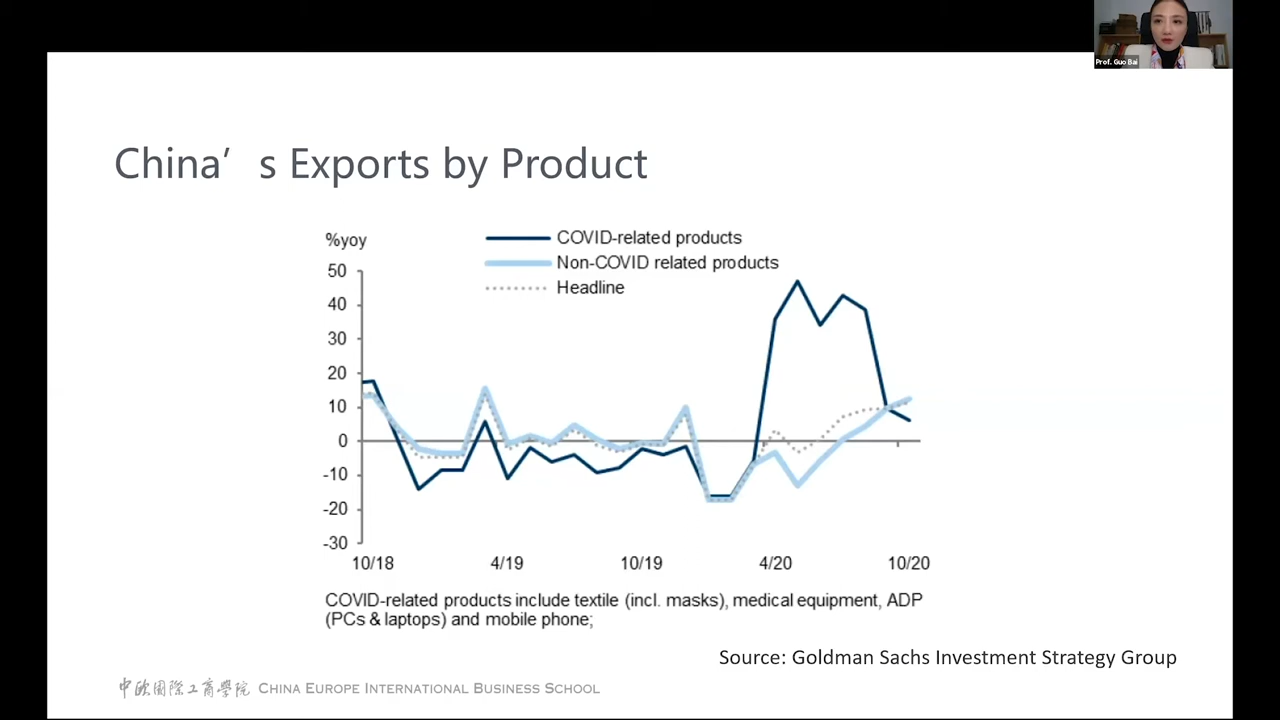 Prof. Guo Bai
China's Exports by Product
%yoy
COVID-related products
Non-COVID related products
Headline
50
40
30
20
10
0
-10
-20
-30
10/18 4/19 10/19 4/20 10/20
COVID-related products include textile (incl. masks), medical equipment, ADP
(PCs & laptops) and mobile phone;
Source: Goldman Sachs Investment Strategy Group
中欧国際工商學院 CHINA EUROPE INTERNATIONAL BUSINESS SCHOOL